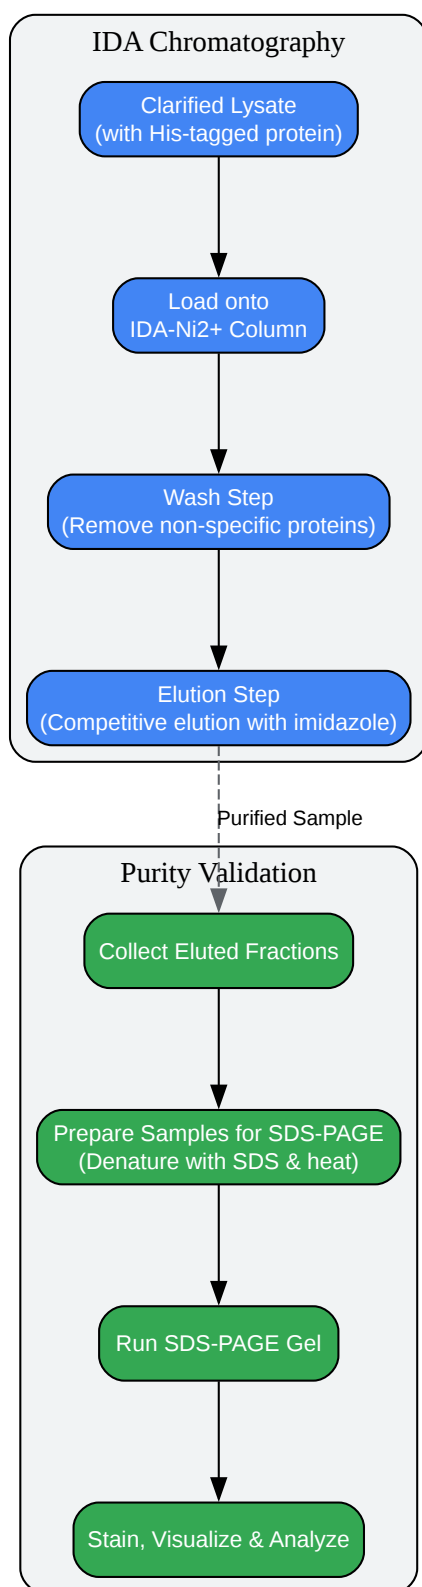 IDA Chromatography
Clarified Lysate
(with His-tagged protein)
Load onto
IDA-Ni2+ Column
Wash Step
(Remove non-specific proteins)
Elution Step
(Competitive elution with imidazole)
Purified Sample
Purity Validation
Collect Eluted Fractions
Prepare Samples for SDS-PAGE
(Denature with SDS & heat)
Run SDS-PAGE Gel
Stain, Visualize & Analyze